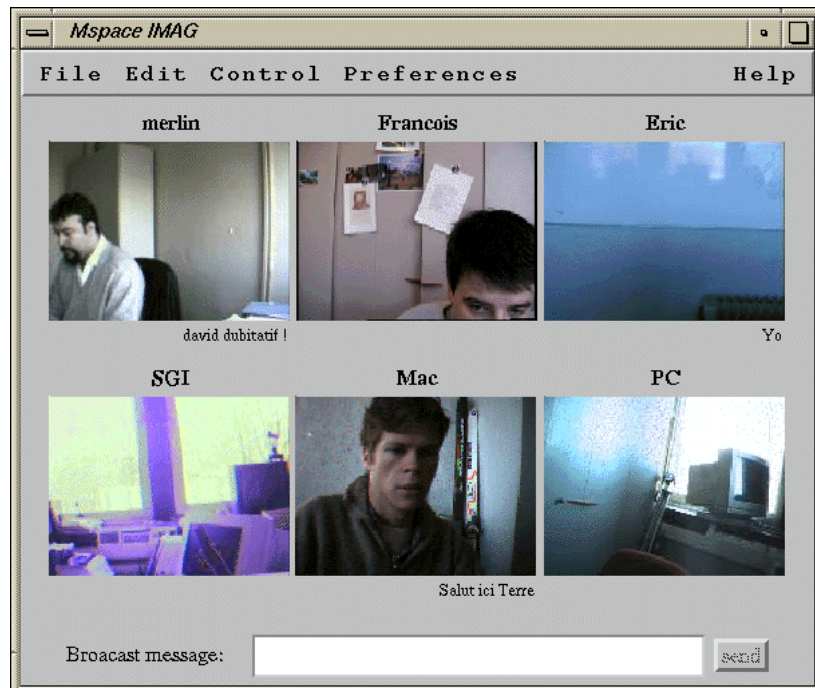 Mspace IMAG
File Edit Control Preferences Help
merlin Francois Eric
david dubitatif ! Yo
SGI Mac PC
Salut ici Terre
Broacast message: send